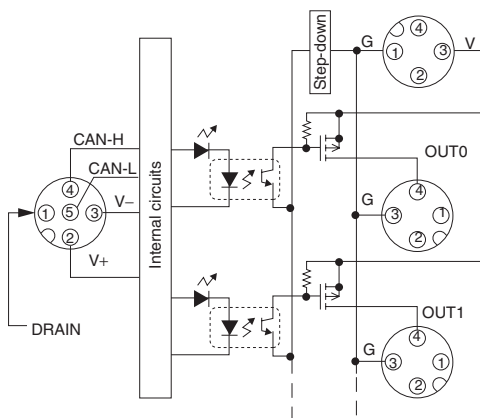 Step-down
G
V
4
1
3
2
CAN-H
CAN-L
Internal circuits
OUT0
4
4
1
5
3
V–
G
3
1
2
2
V+
DRAIN
OUT1
4
G
3
1
2